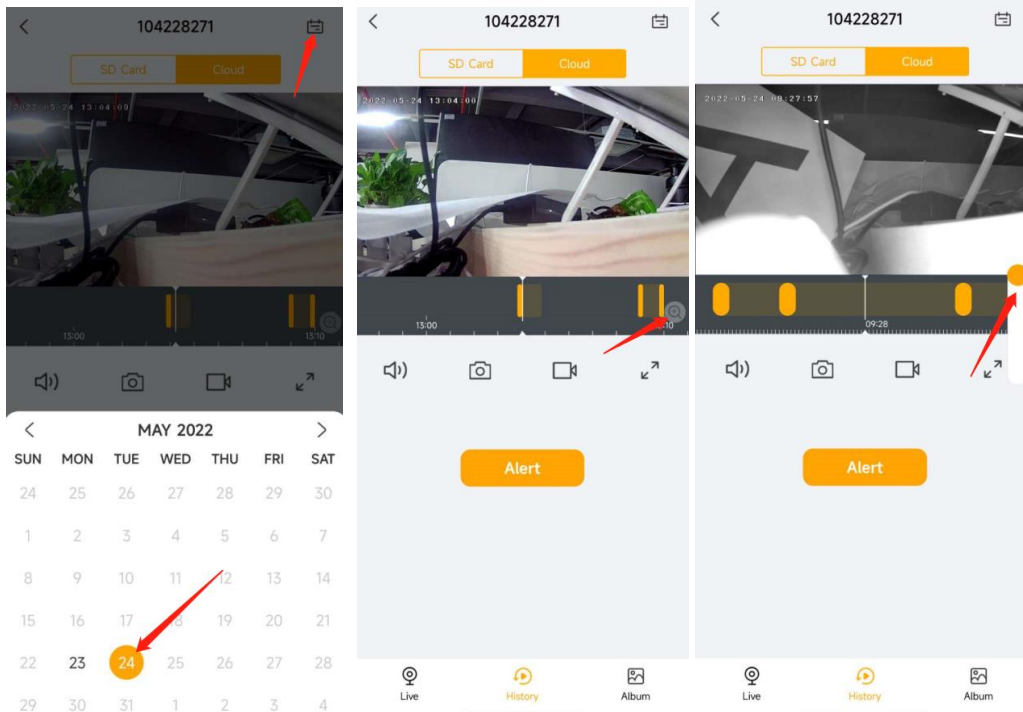 104228271
SD Card Cloud
2022-05-24 13:04:09
13:00 13:10
MAY 2022
SUN MON TUE WED THU FRI SAT
24 25 26 27 28 29 30
1 2 3 4 5 6 7
8 9 10 11 12 13 14
15 16 17 18 19 20 21
22 23 24 25 26 27 28
29 30 31 1 2 3 4
104228271
SD Card Cloud
2022-05-24 13:04:00
13:00 13:10
Alert
Live History Album
104228271
SD Card Cloud
2022-05-24 09:27:57
09:28
Alert
Live History Album